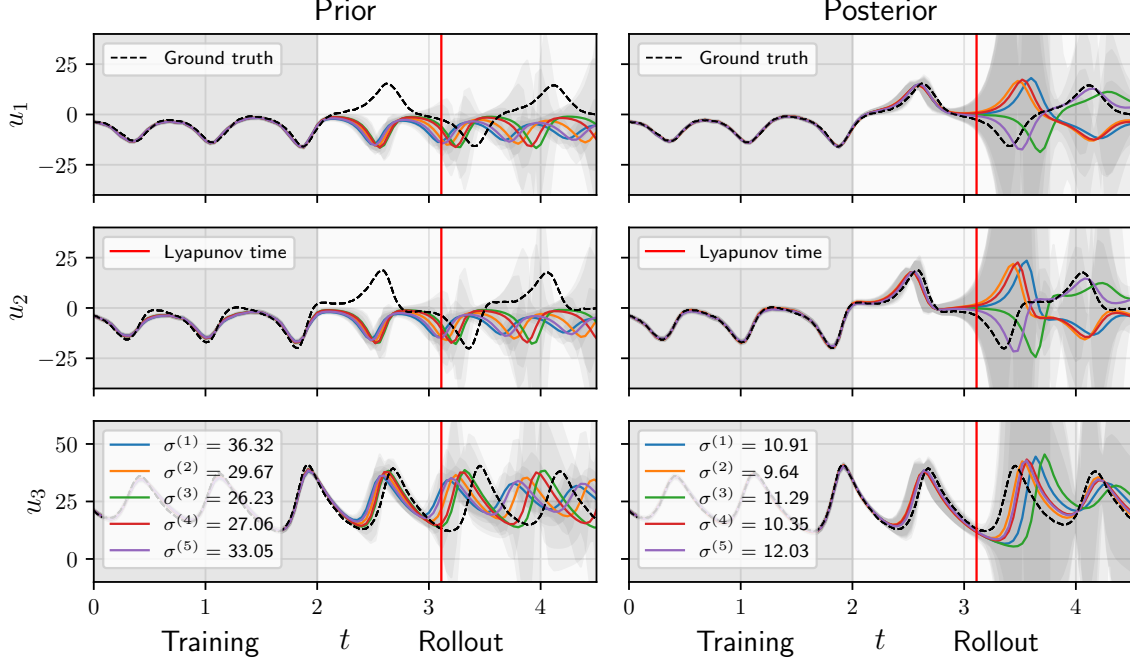 Prior
Posterior
25
0
−25
u₁
Ground truth
Ground truth
25
0
−25
u₂
Lyapunov time
Lyapunov time
50
25
0
u₃
σ⁽¹⁾ = 36.32
σ⁽²⁾ = 29.67
σ⁽³⁾ = 26.23
σ⁽⁴⁾ = 27.06
σ⁽⁵⁾ = 33.05
σ⁽¹⁾ = 10.91
σ⁽²⁾ = 9.64
σ⁽³⁾ = 11.29
σ⁽⁴⁾ = 10.35
σ⁽⁵⁾ = 12.03
0 1 2 3 4
0 1 2 3 4
Training t Rollout
Training t Rollout